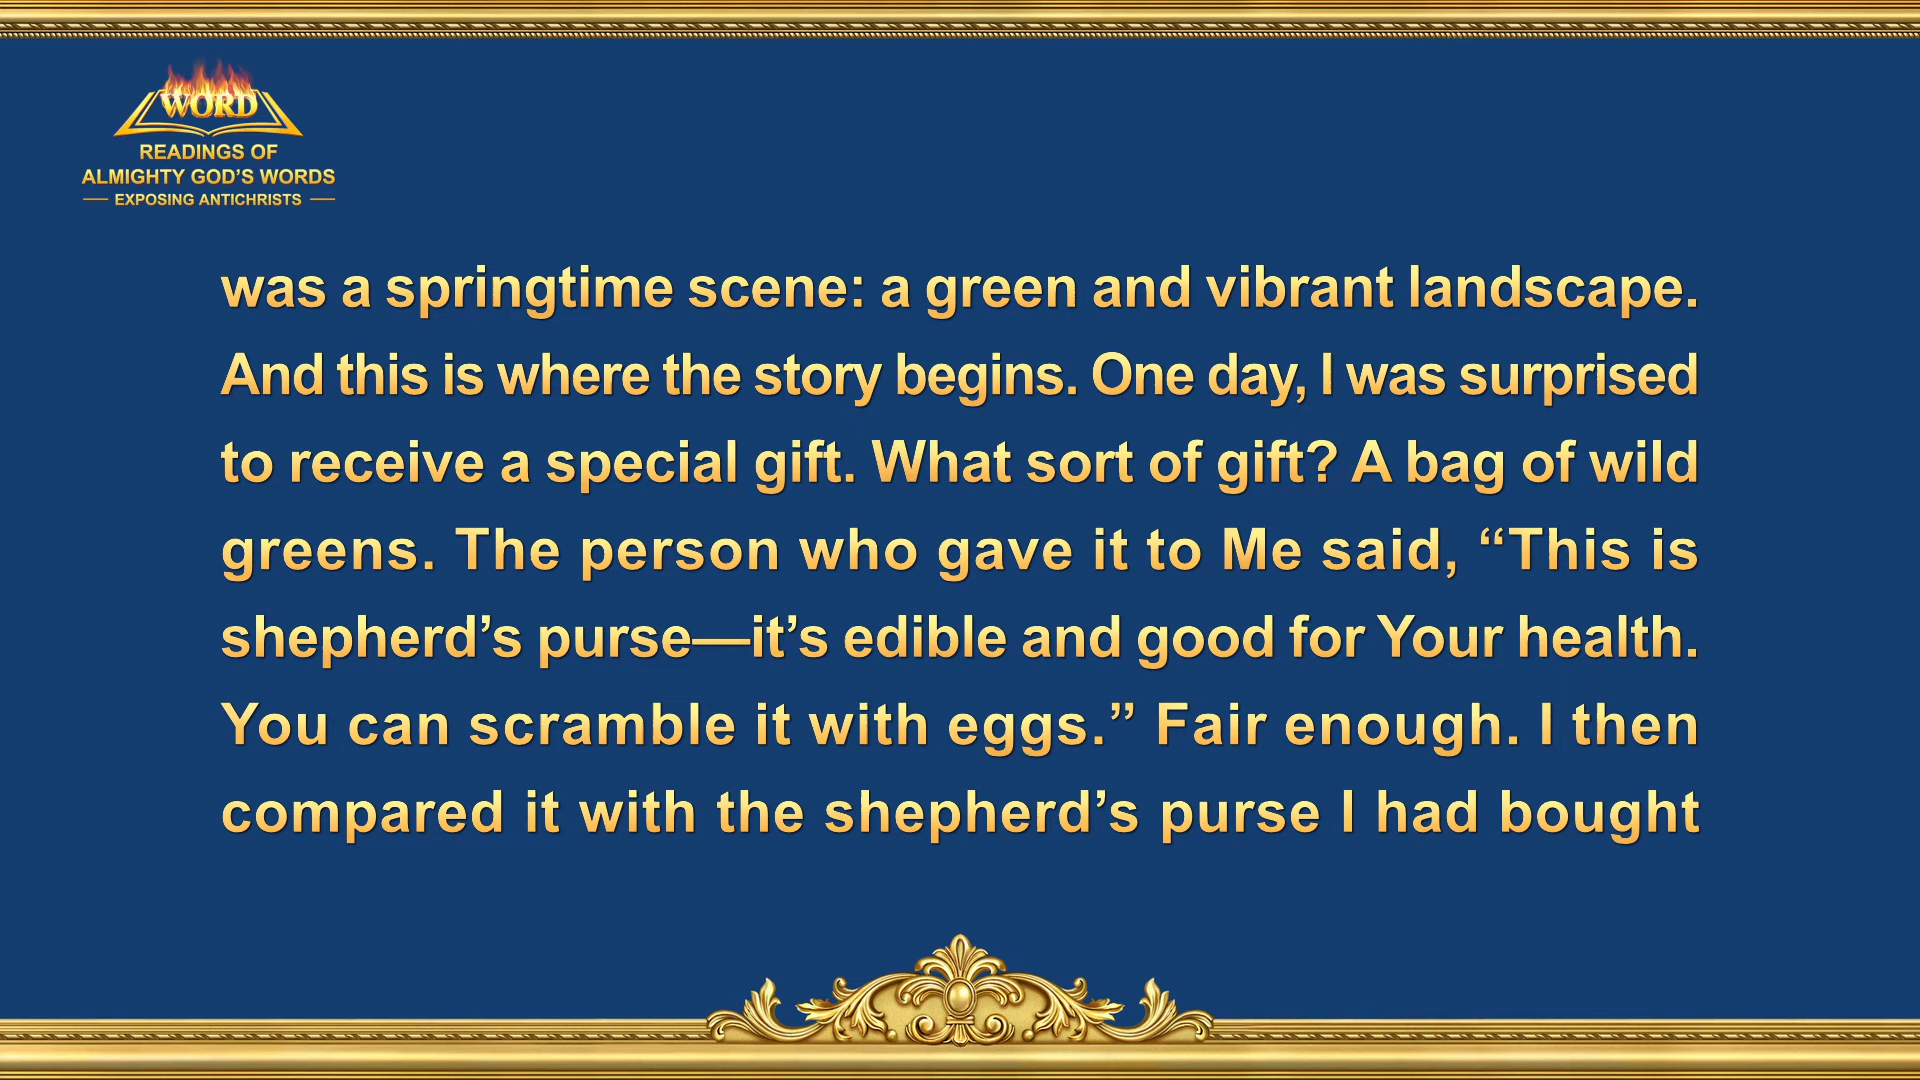 WORD
READINGS OF
ALMIGHTY GOD’S WORDS
EXPOSING ANTICHRISTS
was a springtime scene: a green and vibrant landscape.
And this is where the story begins. One day, I was surprised
to receive a special gift. What sort of gift? A bag of wild
greens. The person who gave it to Me said, “This is
shepherd’s purse—it’s edible and good for Your health.
You can scramble it with eggs.” Fair enough. I then
compared it with the shepherd’s purse I had bought